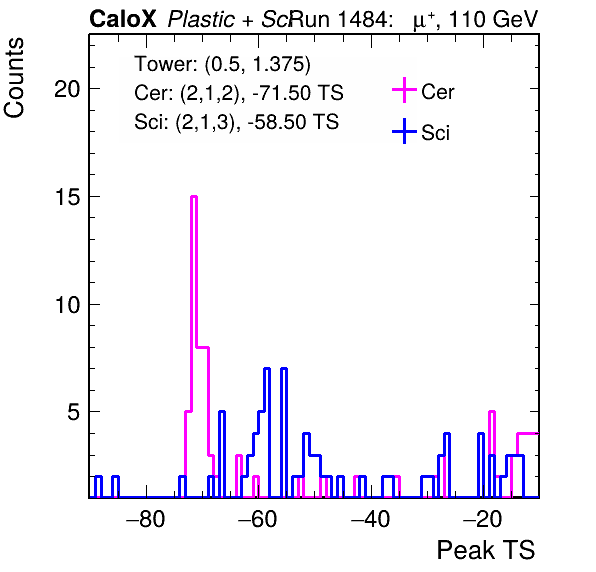 CaloX Plastic + SciRun 1484: μ⁺, 110 GeV
Counts
Tower: (0.5, 1.375)
Cer: (2,1,2), -71.50 TS
Sci: (2,1,3), -58.50 TS
Cer
Sci
20
15
10
5
−80 −60 −40 −20
Peak TS